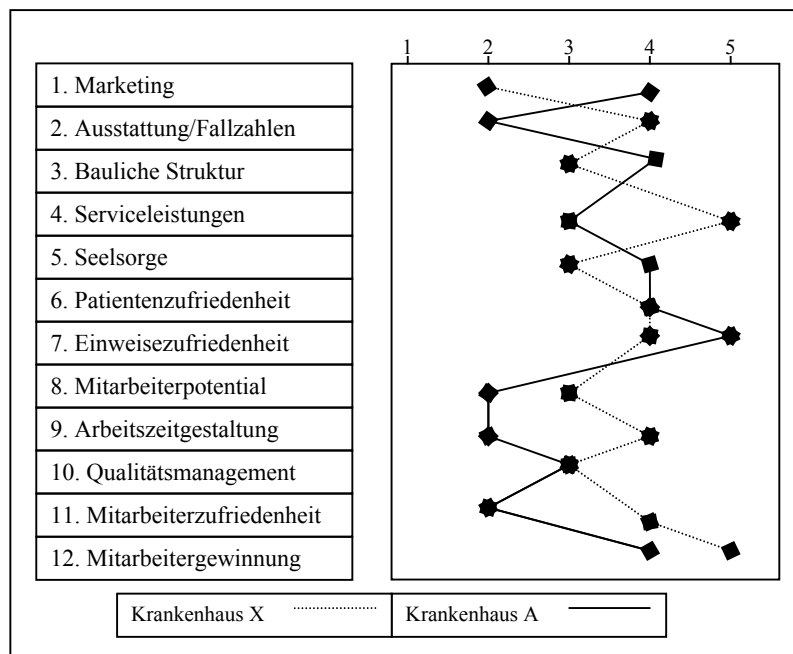 1 2 3 4 5
1. Marketing
2. Ausstattung/Fallzahlen
3. Bauliche Struktur
4. Serviceleistungen
5. Seelsorge
6. Patientenzufriedenheit
7. Einweisezufriedenheit
8. Mitarbeiterpotential
9. Arbeitszeitgestaltung
10. Qualitätsmanagement
11. Mitarbeiterzufriedenheit
12. Mitarbeitergewinnung
Krankenhaus X Krankenhaus A